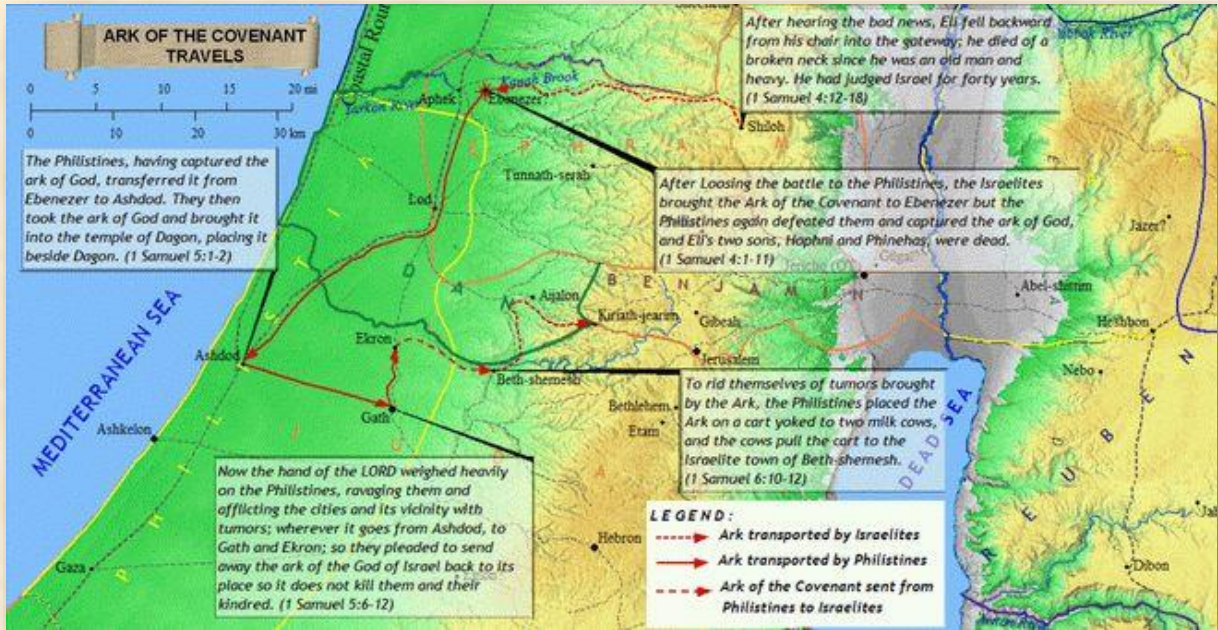 ARK OF THE COVENANT
TRAVELS
0 5 10 15 20 mi
0 10 20 30 km
After hearing the bad news, Eli fell backward
from his chair into the gateway; he died of a
broken neck since he was an old man and
heavy. He had judged Israel for forty years.
(1 Samuel 4:12-18)
Coastal
Kanah Brook
Yarkon River
Aphek
Ebenezer?
Shiloh
EPHRAIM
The Philistines, having captured the
ark of God, transferred it from
Ebenezer to Ashdod. They then
took the ark of God and brought it
into the temple of Dagon, placing it
beside Dagon. (1 Samuel 5:1-2)
Timnath-serah
After Loosing the battle to the Philistines, the Israelites
brought the Ark of the Covenant to Ebenezer but the
Philistines again defeated them and captured the ark of God,
and Eli's two sons, Hophni and Phinehas, were dead.
(1 Samuel 4:1-11)
Lod
Jazer?
DAN
BENJAMIN
Abel-shittim
Aijalon
Kiriath-jearim
Gibeah
Heshbon
Ekron
Ashdod
Jerusalem
Beth-shemesh
Nebo
MEDITERRANEAN SEA
To rid themselves of tumors brought
by the Ark, the Philistines placed the
Ark on a cart yoked to two milk cows,
and the cows pull the cart to the
Israelite town of Beth-shemesh.
(1 Samuel 6:10-12)
Bethlehem
Etam
Gath
Ashkelon
DEAD SEA
REUBEN
Now the hand of the LORD weighed heavily
on the Philistines, ravaging them and
afflicting the cities and its vicinity with
tumors; wherever it goes from Ashdod, to
Gath and Ekron; so they pleaded to send
away the ark of the God of Israel back to its
place so it does not kill them and their
kindred. (1 Samuel 5:6-12)
Hebron
Gaza
Dibon
LEGEND:
Ark transported by Israelites
Ark transported by Philistines
Ark of the Covenant sent from
Philistines to Israelites